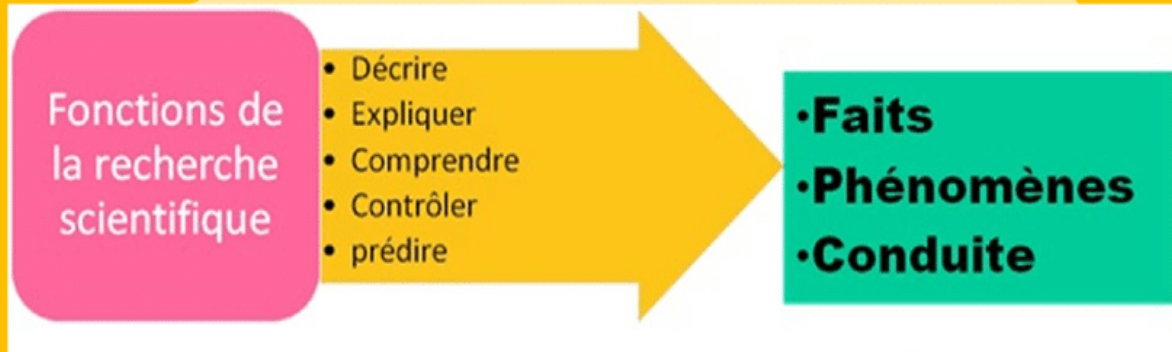 Fonctions de
la recherche
scientifique
• Décrire
• Expliquer
• Comprendre
• Contrôler
• prédire
•Faits
•Phénomènes
•Conduite